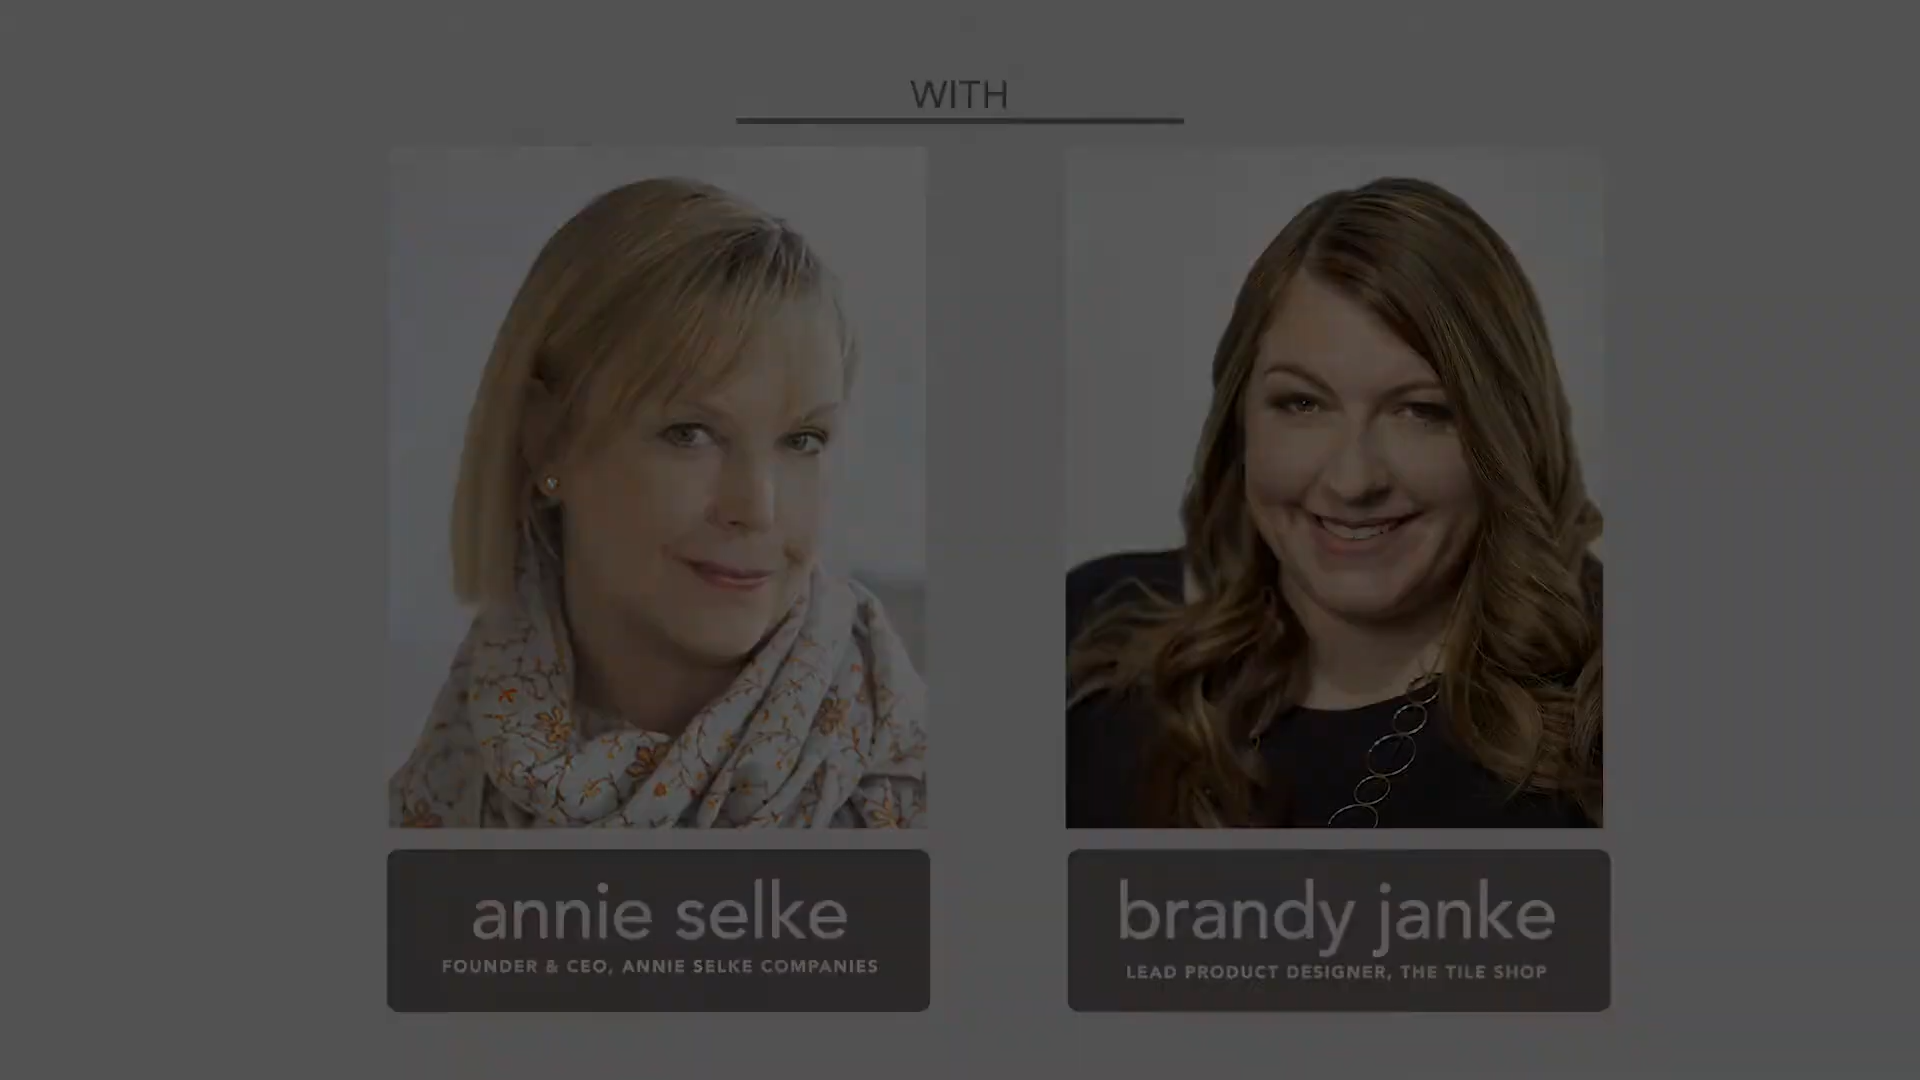 WITH
annie selke
FOUNDER & CEO, ANNIE SELKE COMPANIES
brandy janke
LEAD PRODUCT DESIGNER, THE TILE SHOP